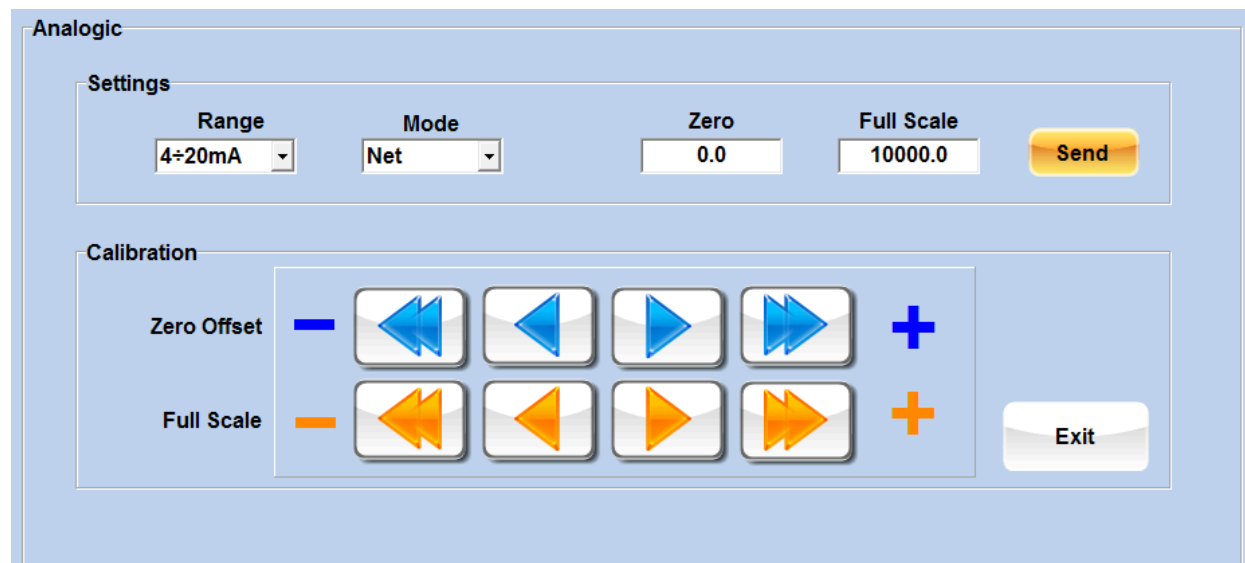 Analogic
Settings
Range Mode Zero Full Scale
4÷20mA Net 0.0 10000.0 Send
Calibration
Zero Offset
Full Scale
Exit